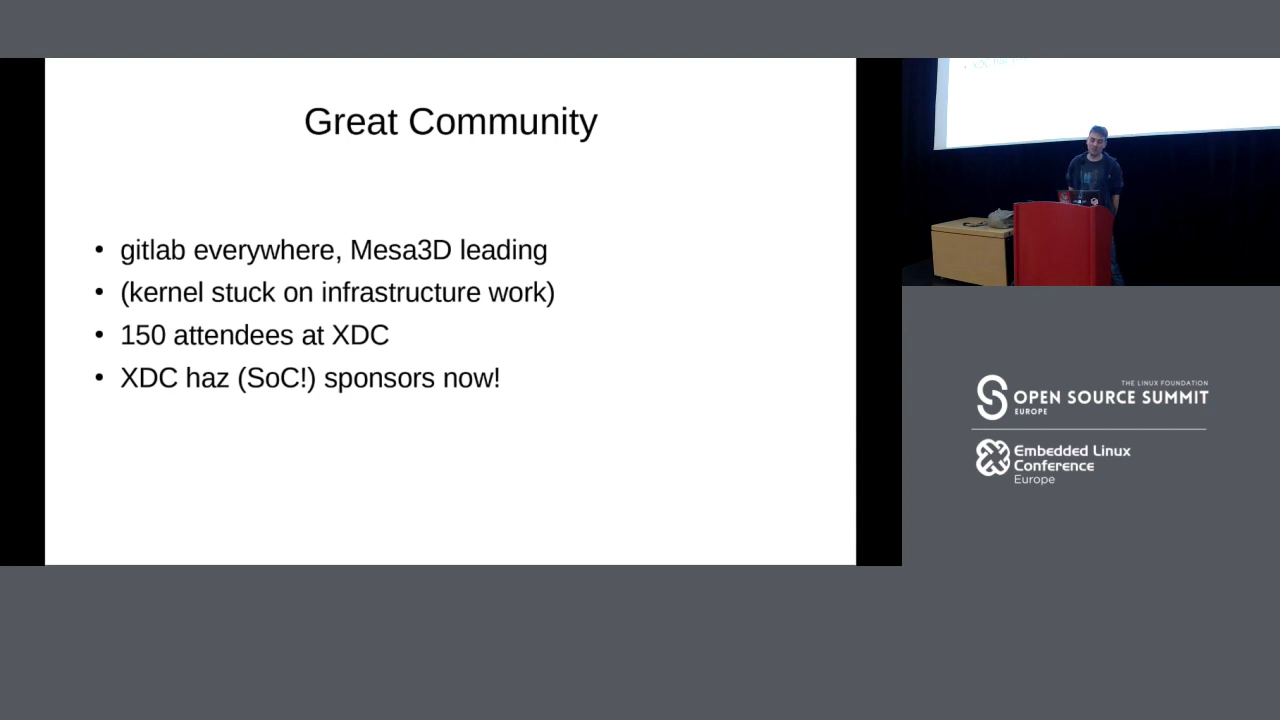 Great Community
• gitlab everywhere, Mesa3D leading
• (kernel stuck on infrastructure work)
• 150 attendees at XDC
• XDC haz (SoC!) sponsors now!
THE LINUX FOUNDATION
OPEN SOURCE SUMMIT
EUROPE
Embedded Linux
Conference
Europe